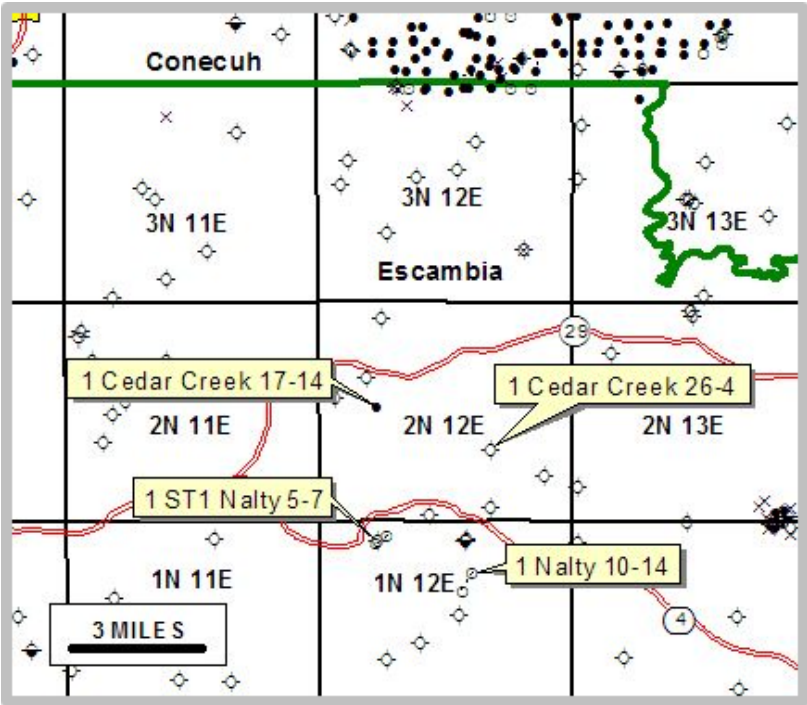 Conecuh
3N 11E
3N 12E
3N 13E
Escambia
29
1 Cedar Creek 17-14
1 Cedar Creek 26-4
2N 11E
2N 12E
2N 13E
1 ST1 Nalty 5-7
1 Nalty 10-14
1N 11E
1N 12E
3 MILES
4